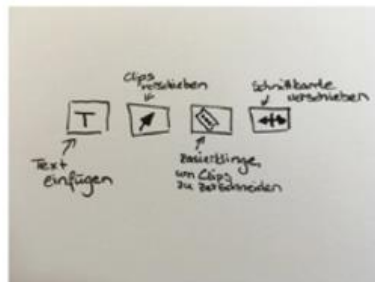 Clips
verschieben
Schnittkante
verschieben
T
Text
einfügen
Rasierklinge,
um Clips
zu zerschneiden